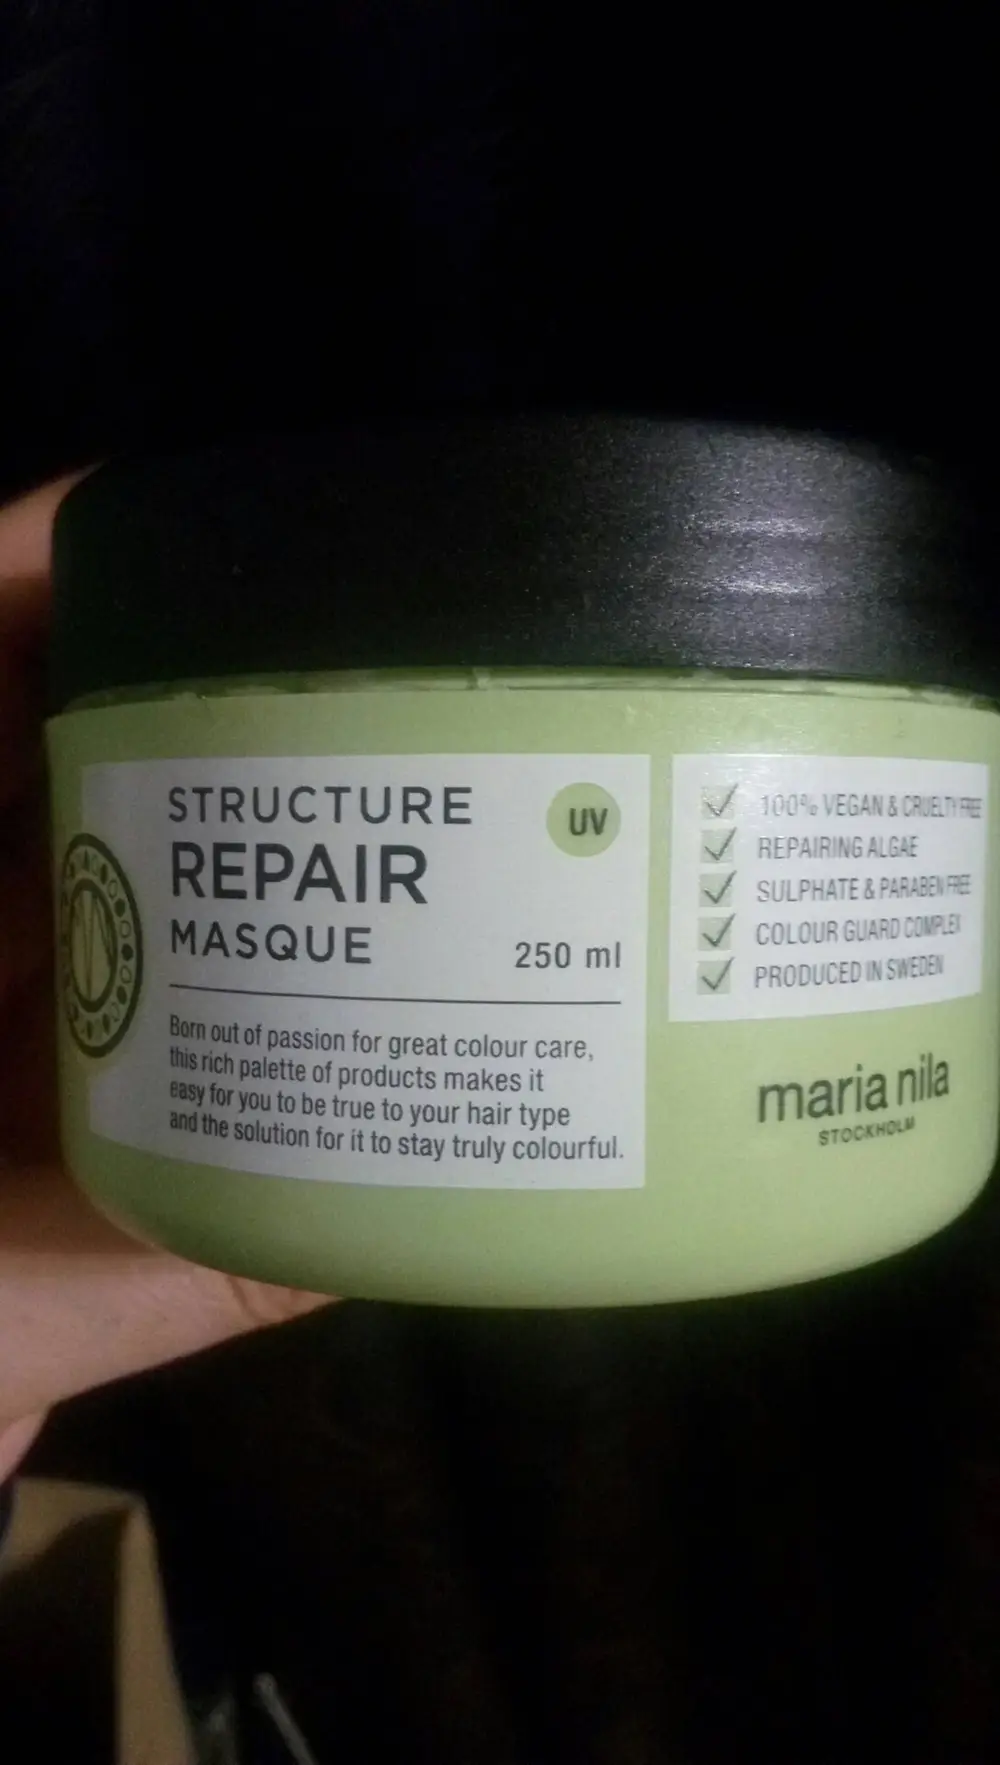 STRUCTURE
REPAIR
MASQUE
UV
250 ml
Born out of passion for great colour care,
this rich palette of products makes it
easy for you to be true to your hair type
and the solution for it to stay truly colourful.
100% VEGAN & CRUELTY FREE
REPAIRING ALGAE
SULPHATE & PARABEN FREE
COLOUR GUARD COMPLEX
PRODUCED IN SWEDEN
maria nila
STOCKHOLM